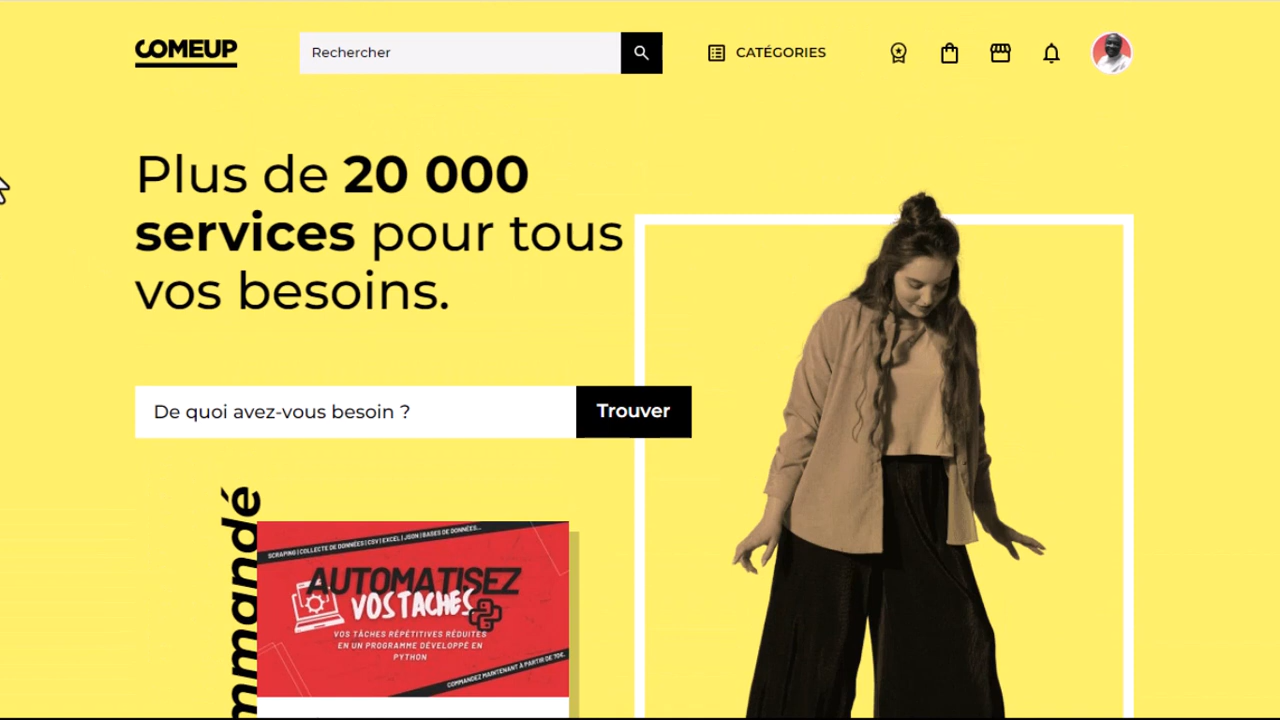 COMEUP
Rechercher
CATÉGORIES
Plus de 20 000
services pour tous
vos besoins.
De quoi avez-vous besoin ?
Trouver
mmandé
SCRAPING | COLLECTE DE DONNÉES | CSV | EXCEL | JSON | BASES DE DONNÉES...
AUTOMATISEZ
VOS TACHES
VOS TÂCHES RÉPÉTITIVES RÉDUITES
EN UN PROGRAMME DÉVELOPPÉ EN
PYTHON
COMMANDEZ MAINTENANT À PARTIR DE 70€.